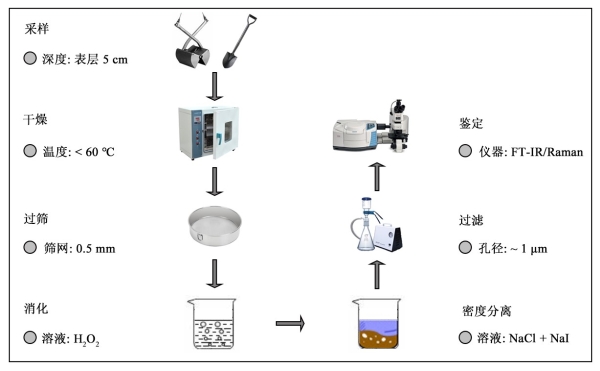 采样
深度: 表层 5 cm
干燥
温度: < 60 ℃
过筛
筛网: 0.5 mm
消化
溶液: H₂O₂
密度分离
溶液: NaCl + NaI
过滤
孔径: ~ 1 μm
鉴定
仪器: FT-IR/Raman